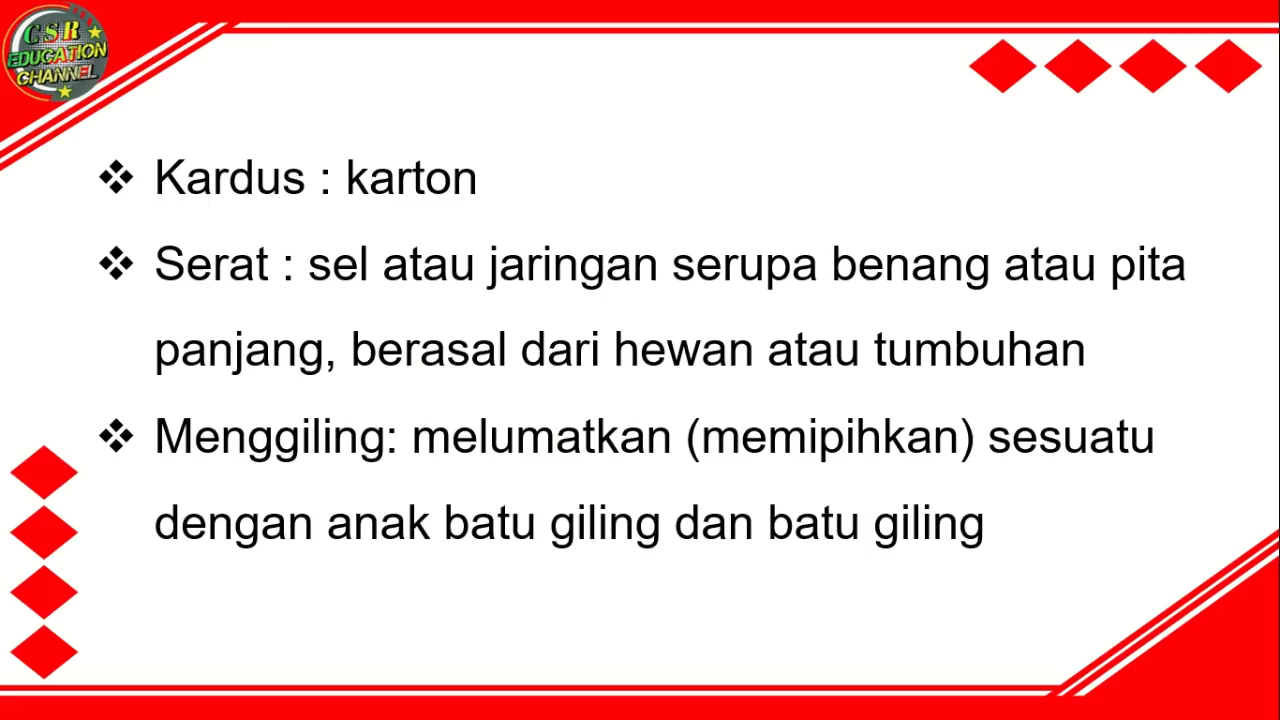 CSR
EDUCATION
CHANNEL
❖ Kardus : karton
❖ Serat : sel atau jaringan serupa benang atau pita
panjang, berasal dari hewan atau tumbuhan
❖ Menggiling: melumatkan (memipihkan) sesuatu
dengan anak batu giling dan batu giling